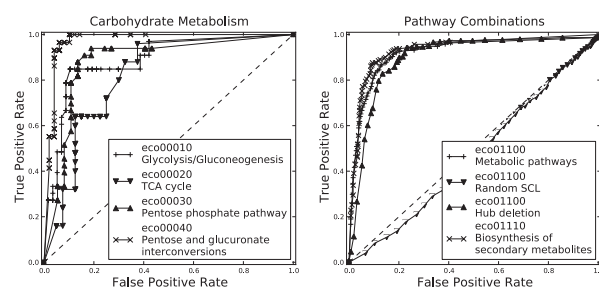 Carbohydrate Metabolism
1.0
0.8
0.6
0.4
0.2
0.0
0.0 0.2 0.4 0.6 0.8 1.0
True Positive Rate
False Positive Rate
eco00010
Glycolysis/Gluconeogenesis
eco00020
TCA cycle
eco00030
Pentose phosphate pathway
eco00040
Pentose and glucuronate
interconversions
Pathway Combinations
1.0
0.8
0.6
0.4
0.2
0.0
0.0 0.2 0.4 0.6 0.8 1.0
True Positive Rate
False Positive Rate
eco01100
Metabolic pathways
eco01100
Random SCL
eco01100
Hub deletion
eco01110
Biosynthesis of
secondary metabolites